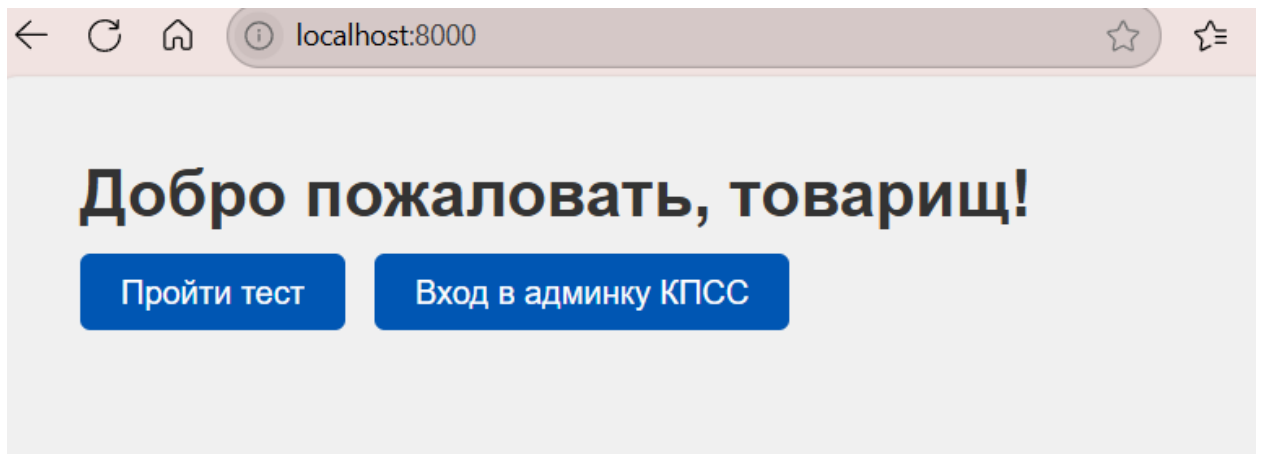 localhost:8000
Добро пожаловать, товарищ!
Пройти тест
Вход в админку КПСС